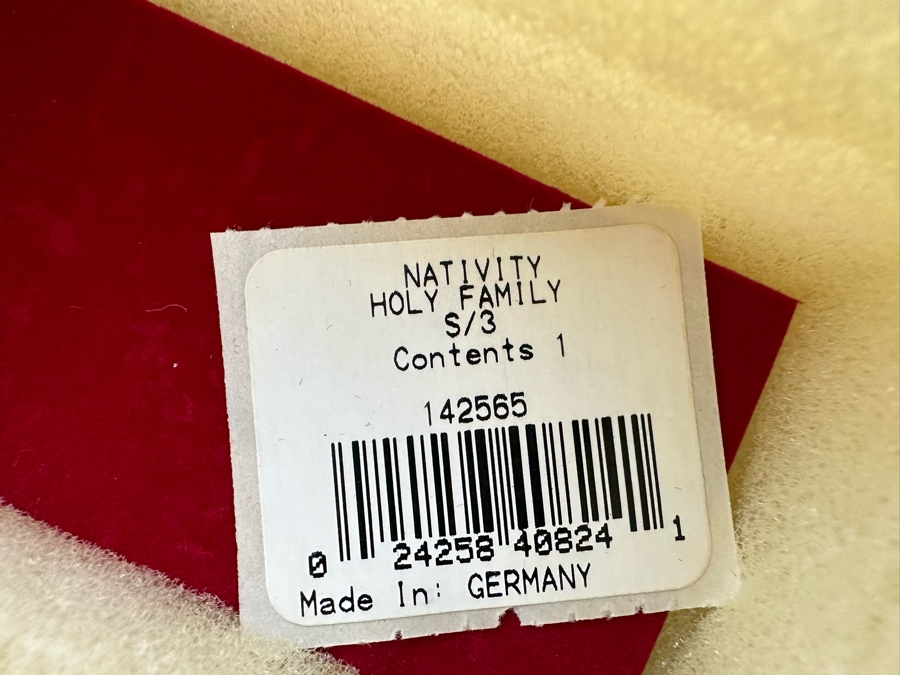 NATIVITY
HOLY FAMILY
S/3
Contents 1
142565
0 24258 40824 1
Made In: GERMANY